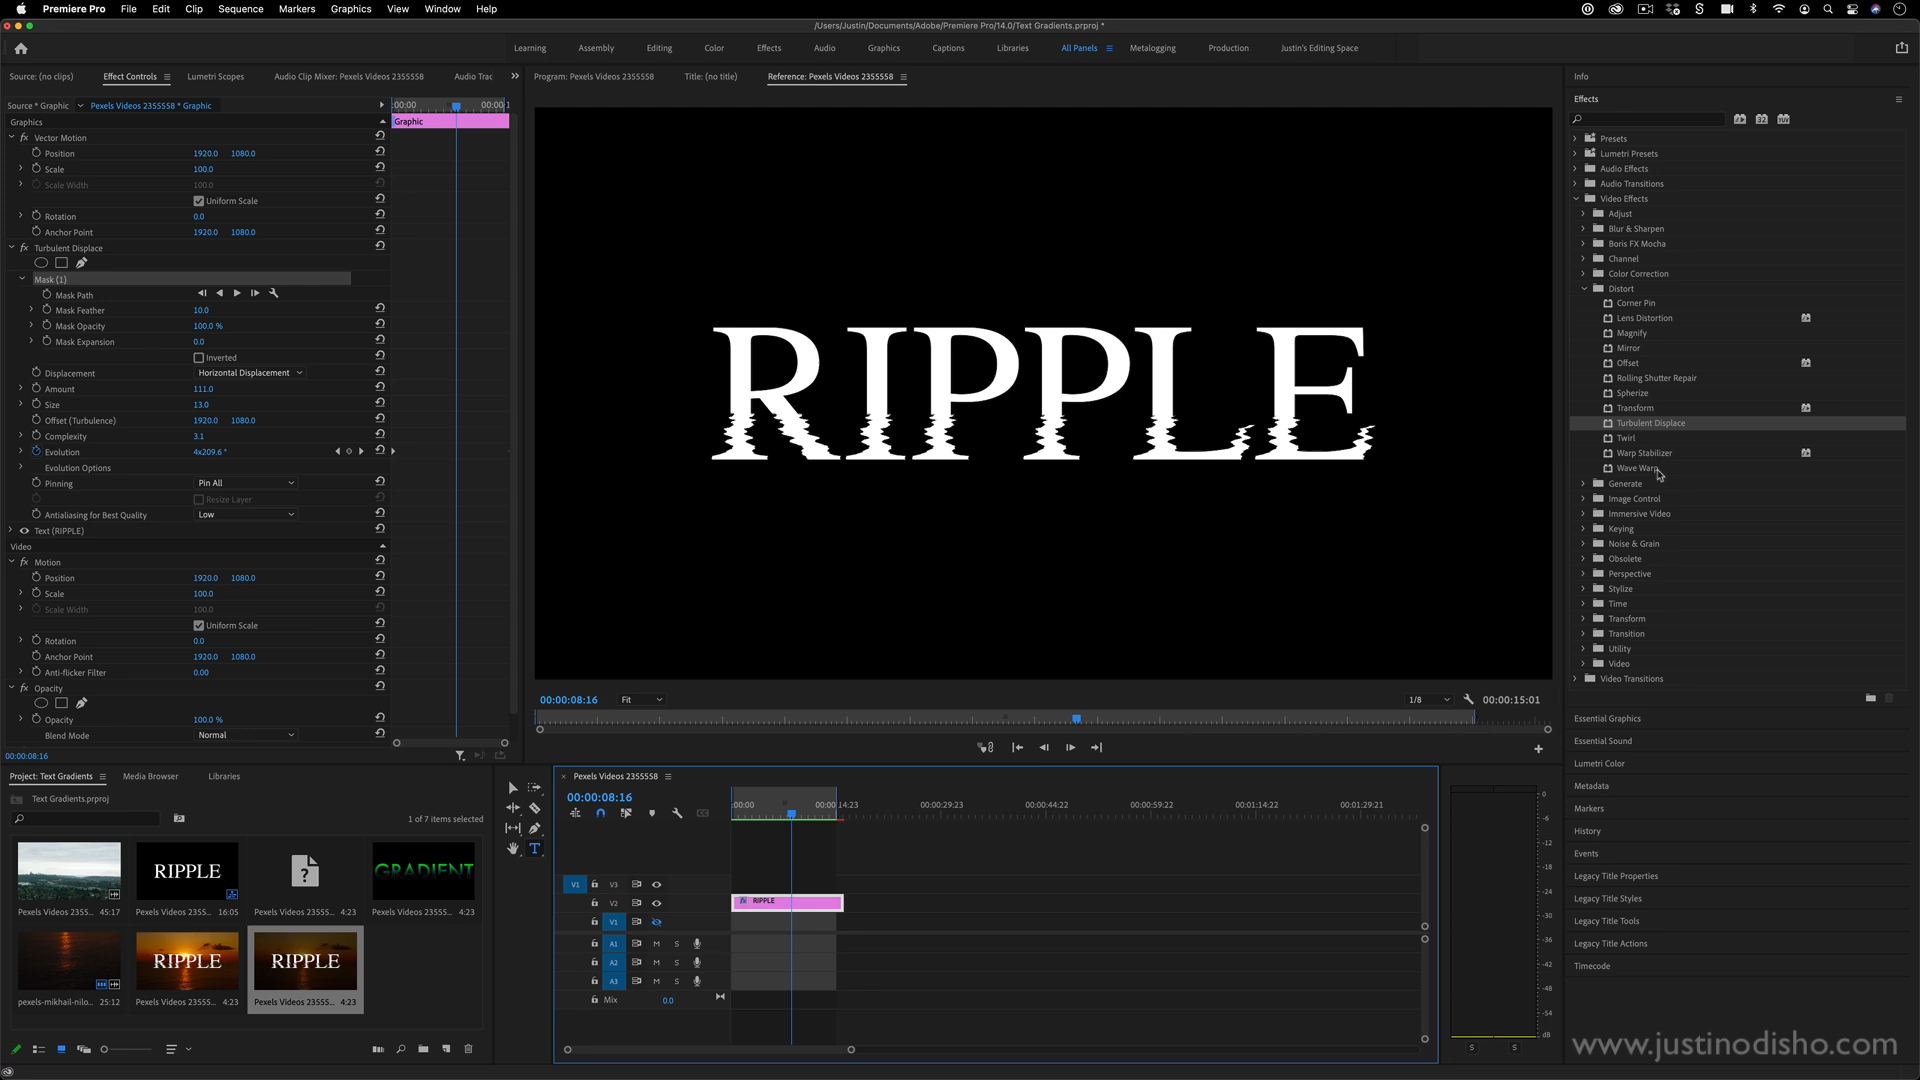 Premiere Pro File Edit Clip Sequence Markers Graphics View Window Help
/Users/Justin/Documents/Adobe/Premiere Pro/14.0/Text Gradients.prproj *
Learning Assembly Editing Color Effects Audio Graphics Captions Libraries All Panels Metalogging Production Justin's Editing Space
Source: (no clips) Effect Controls Lumetri Scopes Audio Clip Mixer: Pexels Videos 2355558 Audio Trac
Program: Pexels Videos 2355558 Title: (no title) Reference: Pexels Videos 2355558
Info
Effects
Source * Graphic Pexels Videos 2355558 * Graphic :00:00 00:00:1
Graphics Graphic
Vector Motion
Position 1920.0 1080.0
Scale 100.0
Scale Width 100.0
Uniform Scale
Rotation 0.0
Anchor Point 1920.0 1080.0
Turbulent Displace
Mask (1)
Mask Path
Mask Feather 10.0
Mask Opacity 100.0 %
Mask Expansion 0.0
Inverted
Displacement Horizontal Displacement
Amount 111.0
Size 13.0
Offset (Turbulence) 1920.0 1080.0
Complexity 3.1
Evolution 4x209.6 °
Evolution Options
Pinning Pin All
Resize Layer
Antialiasing for Best Quality Low
Text (RIPPLE)
Video
Motion
Position 1920.0 1080.0
Scale 100.0
Scale Width 100.0
Uniform Scale
Rotation 0.0
Anchor Point 1920.0 1080.0
Anti-flicker Filter 0.00
Opacity
Opacity 100.0 %
Blend Mode Normal
00:00:08:16
RIPPLE
00:00:08:16 Fit 1/8 00:00:15:01
Presets
Lumetri Presets
Audio Effects
Audio Transitions
Video Effects
Adjust
Blur & Sharpen
Boris FX Mocha
Channel
Color Correction
Distort
Corner Pin
Lens Distortion
Magnify
Mirror
Offset
Rolling Shutter Repair
Spherize
Transform
Turbulent Displace
Twirl
Warp Stabilizer
Wave Warp
Generate
Image Control
Immersive Video
Keying
Noise & Grain
Obsolete
Perspective
Stylize
Time
Transform
Transition
Utility
Video
Video Transitions
Essential Graphics
Essential Sound
Lumetri Color
Metadata
Markers
History
Events
Legacy Title Properties
Legacy Title Styles
Legacy Title Tools
Legacy Title Actions
Timecode
Project: Text Gradients Media Browser Libraries
Text Gradients.prproj
1 of 7 items selected
RIPPLE ? GRADIENT
Pexels Videos 2355... 45:17 Pexels Videos 23555... 16:05 Pexels Videos 2355... 4:23 Pexels Videos 2355... 4:23
RIPPLE RIPPLE
pexels-mikhail-nilo... 25:12 Pexels Videos 23555... 4:23 Pexels Videos 23555... 4:23
Pexels Videos 2355558
00:00:08:16
:00:00 00:00:14:23 00:00:29:23 00:00:44:22 00:00:59:22 00:01:14:22 00:01:29:21
V1 V3
V2 fx RIPPLE
V1
A1 M S
A2 M S
A3 M S
Mix 0.0
0
-6
-12
-18
-24
-30
-36
-42
-48
-54
dB
S S
www.justinodisho.com